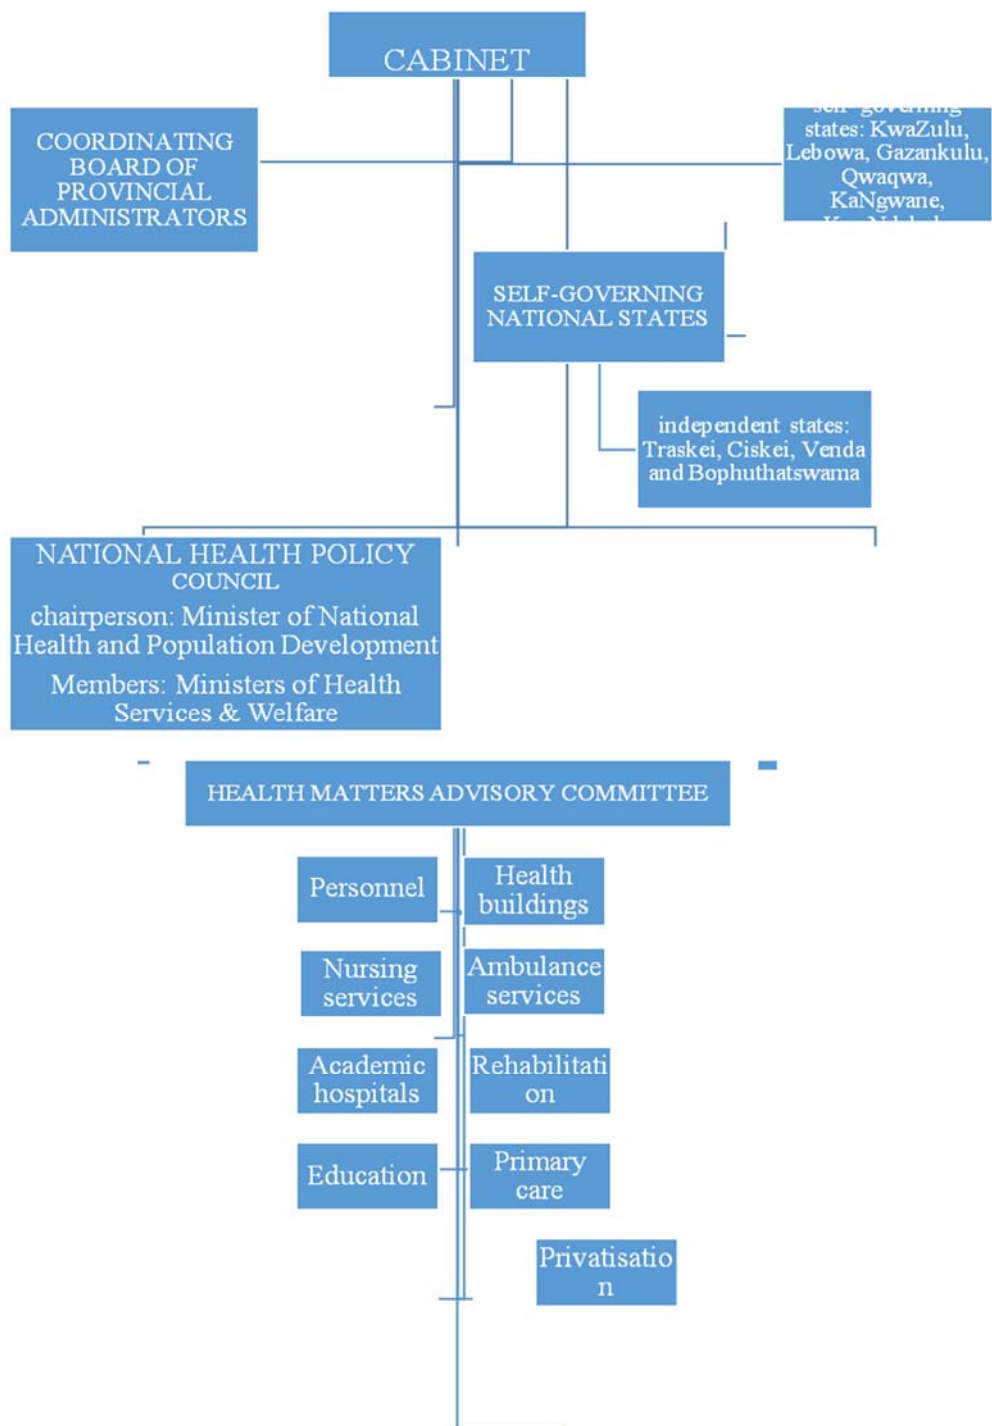 CABINET
COORDINATING
BOARD OF
PROVINCIAL
ADMINISTRATORS
states: KwaZulu,
Lebowa, Gazankulu,
Qwaqwa,
KaNgwane,
SELF-GOVERNING
NATIONAL STATES
independent states:
Traskei, Ciskei, Venda
and Bophuthatswama
NATIONAL HEALTH POLICY
COUNCIL
chairperson: Minister of National
Health and Population Development
Members: Ministers of Health
Services & Welfare
HEALTH MATTERS ADVISORY COMMITTEE
Personnel
Health
buildings
Nursing
services
Ambulance
services
Academic
hospitals
Rehabilitati
on
Education
Primary
care
Privatisatio
n